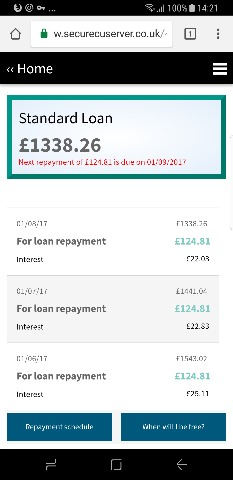 100% 14:21
w.securecuserver.co.uk/
1
‹‹ Home
Standard Loan
£1338.26
Next repayment of £124.81 is due on 01/09/2017
01/08/17 £1338.26
For loan repayment £124.81
Interest £22.03
01/07/17 £1441.04
For loan repayment £124.81
Interest £22.83
01/06/17 £1543.02
For loan repayment £124.81
Interest £25.11
Repayment schedule When will I be free?